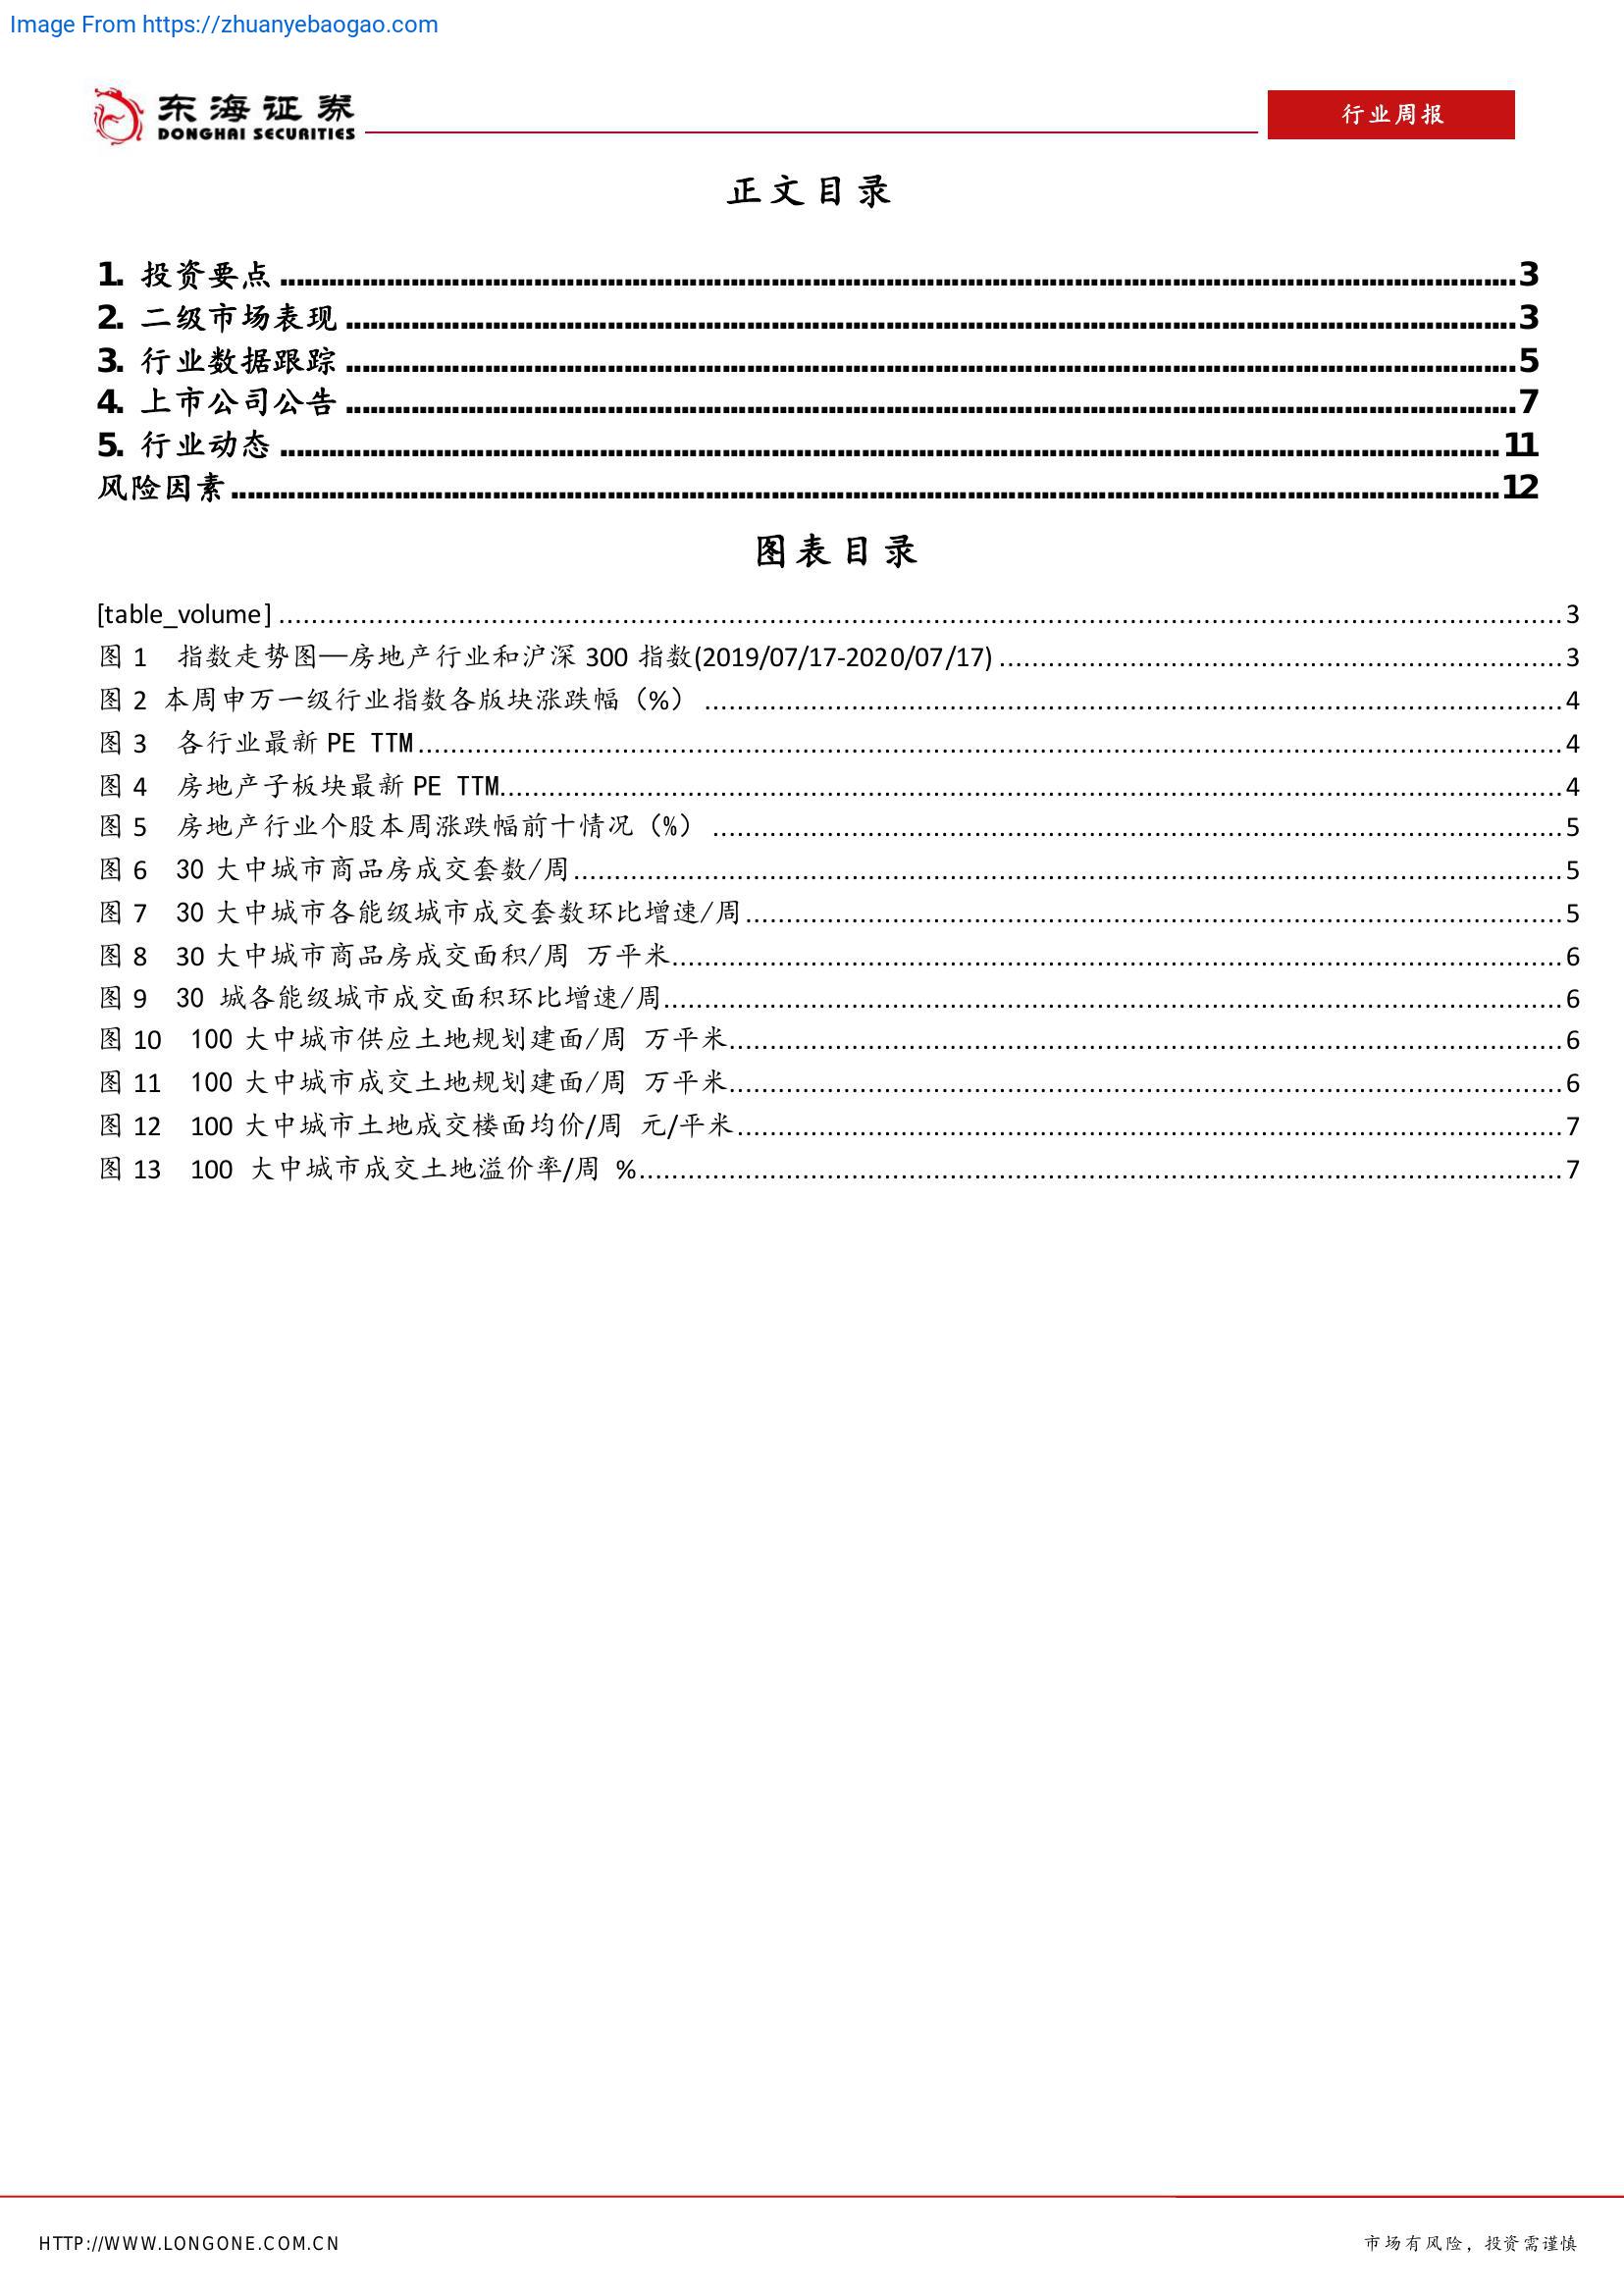 Image From https://zhuanyebaogao.com
东海证券
DONGHAI SECURITIES
行业周报
正文目录
1. 投资要点........................................3
2. 二级市场表现........................................3
3. 行业数据跟踪........................................5
4. 上市公司公告........................................7
5. 行业动态........................................11
风险因素........................................12
图表目录
[table_volume]........................................3
图 1 指数走势图—房地产行业和沪深 300 指数(2019/07/17-2020/07/17)........................................3
图 2 本周申万一级行业指数各版块涨跌幅（%）........................................4
图 3 各行业最新 PE TTM........................................4
图 4 房地产子板块最新 PE TTM........................................4
图 5 房地产行业个股本周涨跌幅前十情况（%）........................................5
图 6 30 大中城市商品房成交套数/周........................................5
图 7 30 大中城市各能级城市成交套数环比增速/周........................................5
图 8 30 大中城市商品房成交面积/周 万平米........................................6
图 9 30 城各能级城市成交面积环比增速/周........................................6
图 10 100 大中城市供应土地规划建面/周 万平米........................................6
图 11 100 大中城市成交土地规划建面/周 万平米........................................6
图 12 100 大中城市土地成交楼面均价/周 元/平米........................................7
图 13 100 大中城市成交土地溢价率/周 %........................................7
HTTP://WWW.LONGONE.COM.CN
市场有风险，投资需谨慎